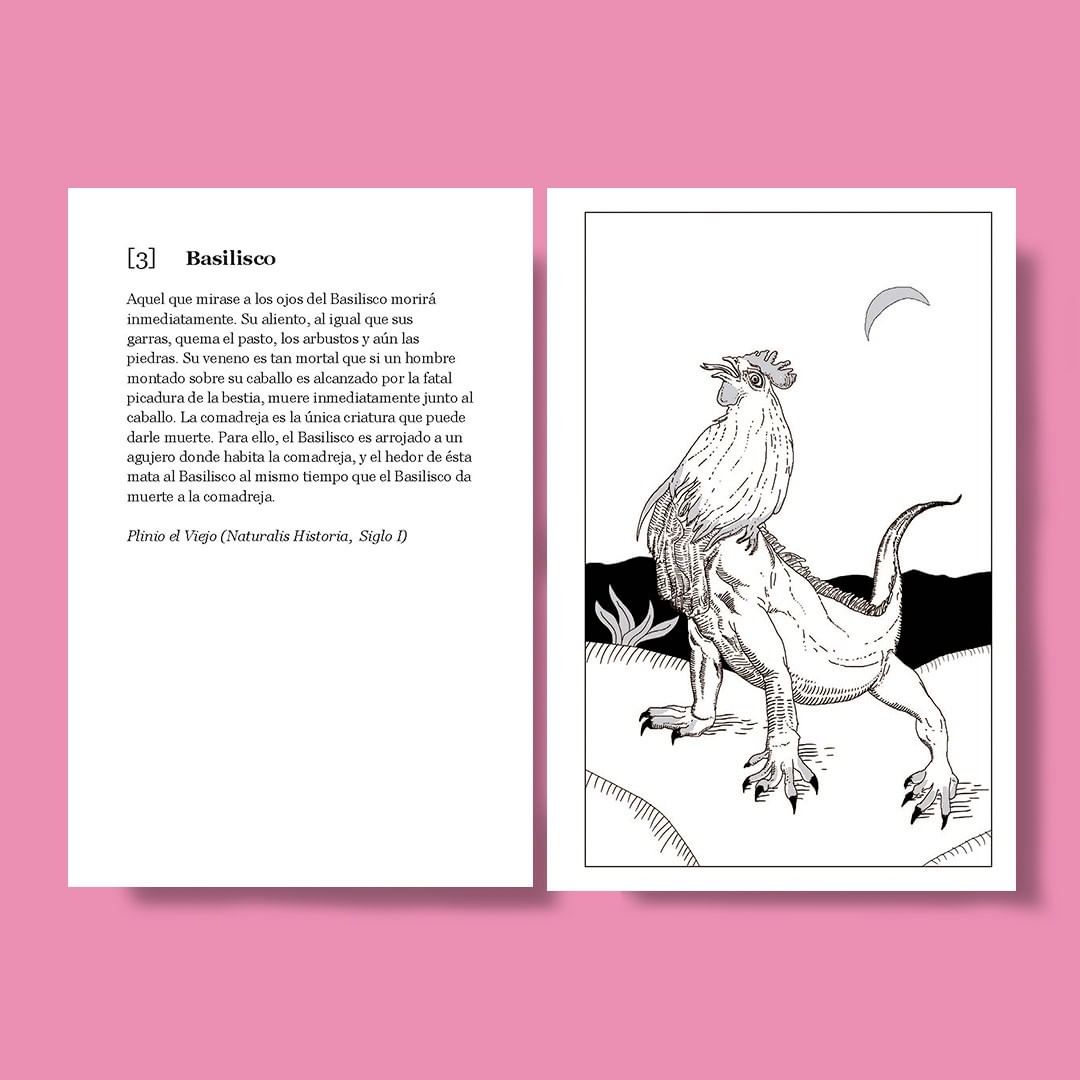 [3] Basilisco
Aquel que mirase a los ojos del Basilisco morirá
inmediatamente. Su aliento, al igual que sus
garras, quema el pasto, los arbustos y aún las
piedras. Su veneno es tan mortal que si un hombre
montado sobre su caballo es alcanzado por la fatal
picadura de la bestia, muere inmediatamente junto al
caballo. La comadreja es la única criatura que puede
darle muerte. Para ello, el Basilisco es arrojado a un
agujero donde habita la comadreja, y el hedor de ésta
mata al Basilisco al mismo tiempo que el Basilisco da
muerte a la comadreja.
Plinio el Viejo (Naturalis Historia, Siglo I)